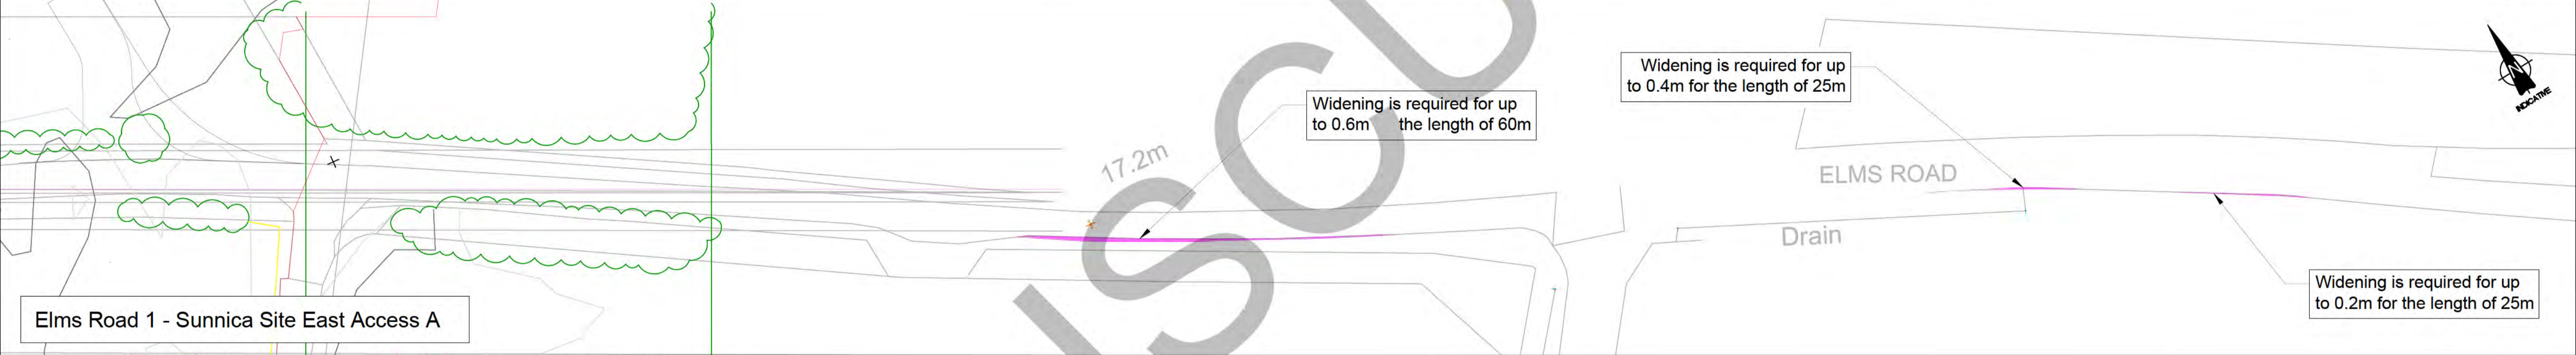 Widening is required for up
to 0.4m for the length of 25m
Widening is required for up
to 0.6m the length of 60m
17.2m
ELMS ROAD
Drain
N
INDICATIVE
Widening is required for up
to 0.2m for the length of 25m
Elms Road 1 - Sunnica Site East Access A
ISCU